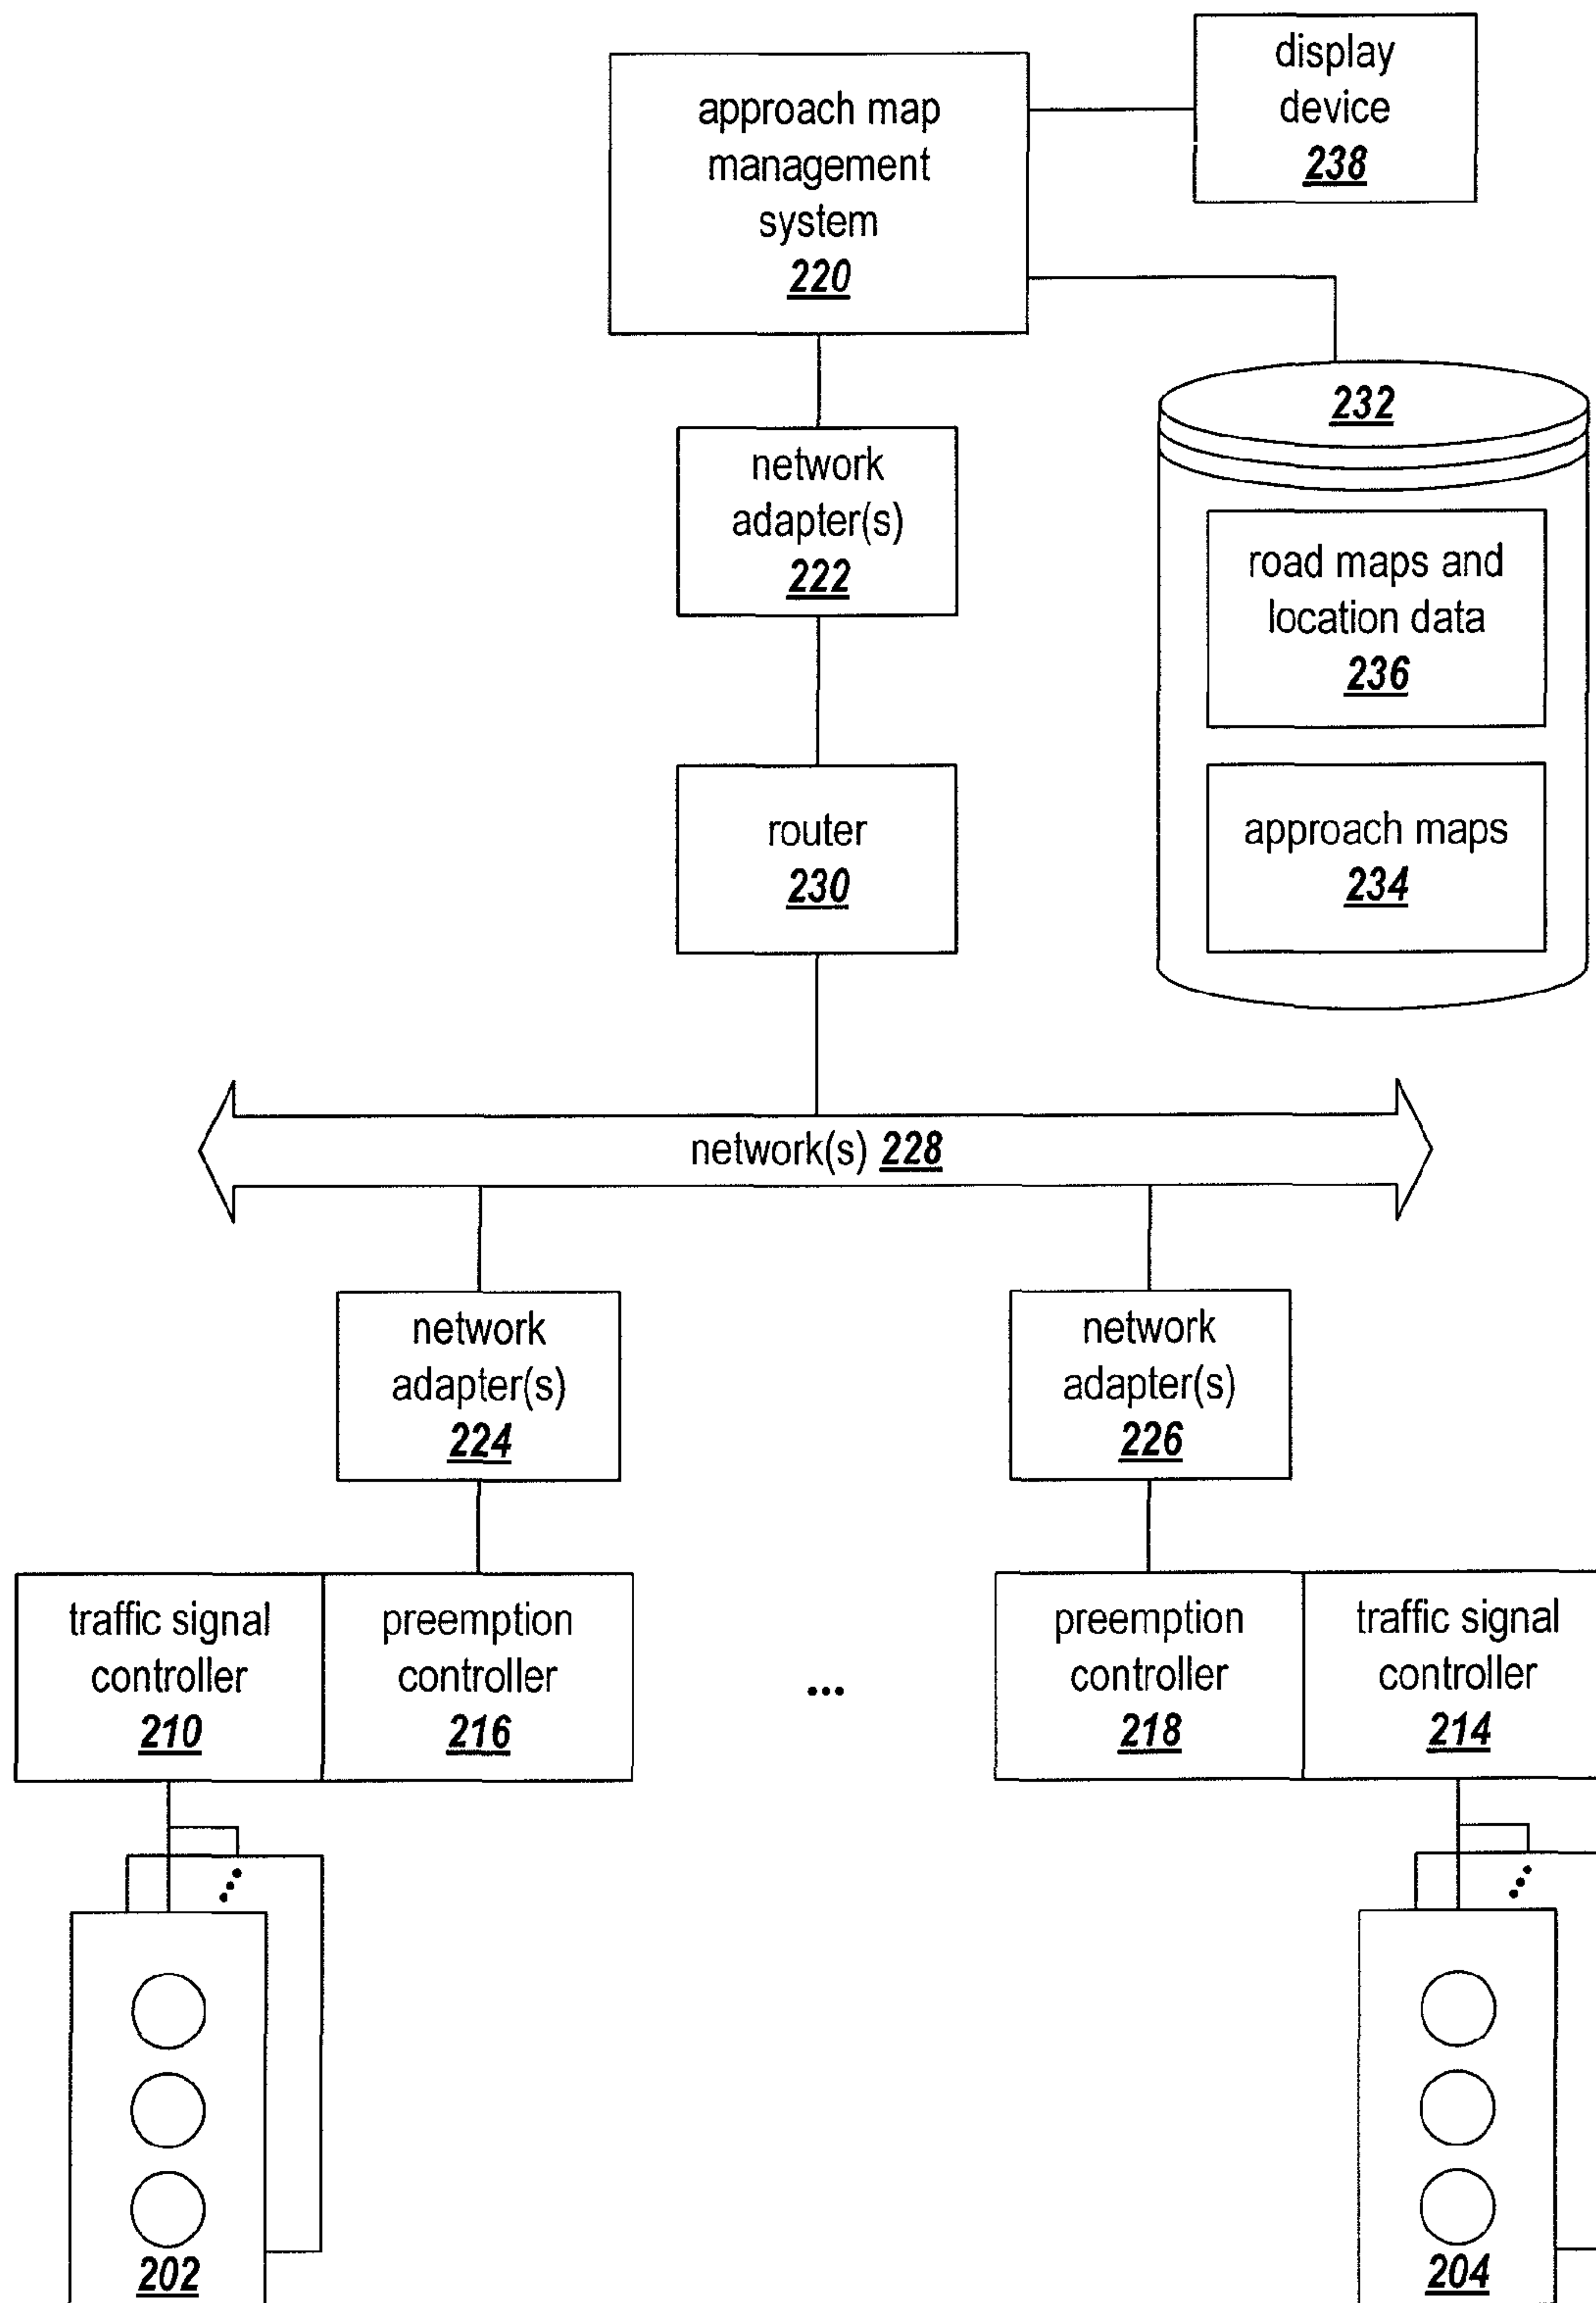 display
device
238
approach map
management
system
220
232
network
adapter(s)
222
road maps and
location data
236
router
230
approach maps
234
network(s) 228
network
adapter(s)
224
network
adapter(s)
226
traffic signal
controller
210
preemption
controller
216
...
preemption
controller
218
traffic signal
controller
214
202
204